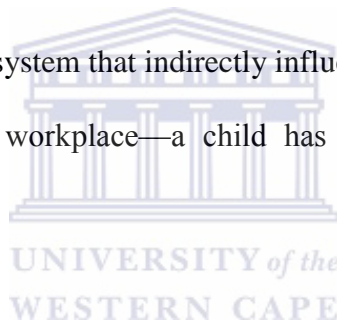 system that indirectly influe
workplace—a child has
UNIVERSITY of the
WESTERN CAPE